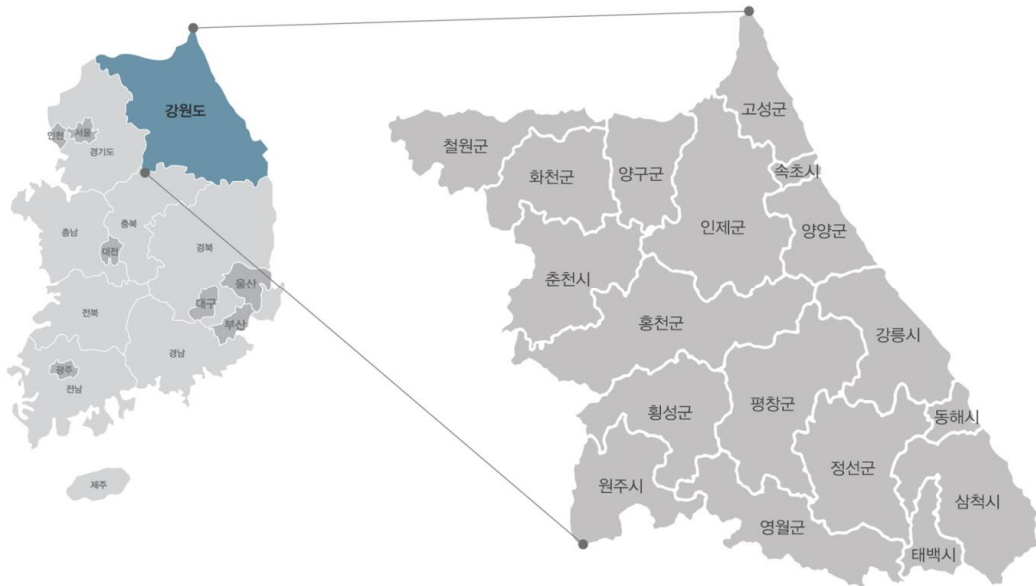 강원도
인천
서울
경기도
충남
충북
대전
경북
전북
대구
울산
부산
경남
광주
전남
제주
고성군
철원군
화천군
양구군
속초시
인제군
양양군
춘천시
홍천군
강릉시
횡성군
평창군
동해시
정선군
원주시
삼척시
영월군
태백시